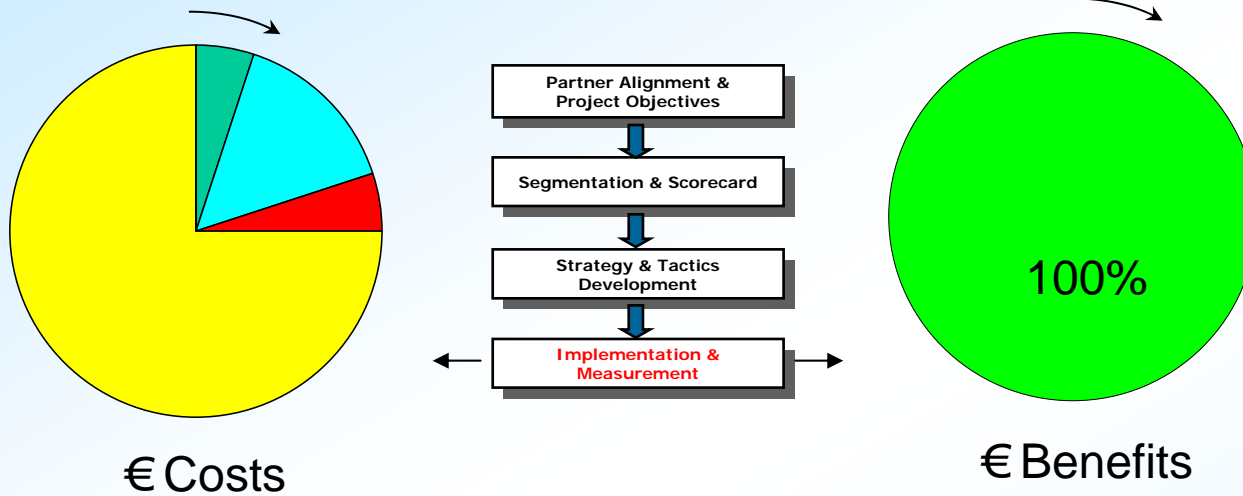 Partner Alignment &
Project Objectives
Segmentation & Scorecard
Strategy & Tactics
Development
Implementation &
Measurement
100%
€ Costs
€ Benefits